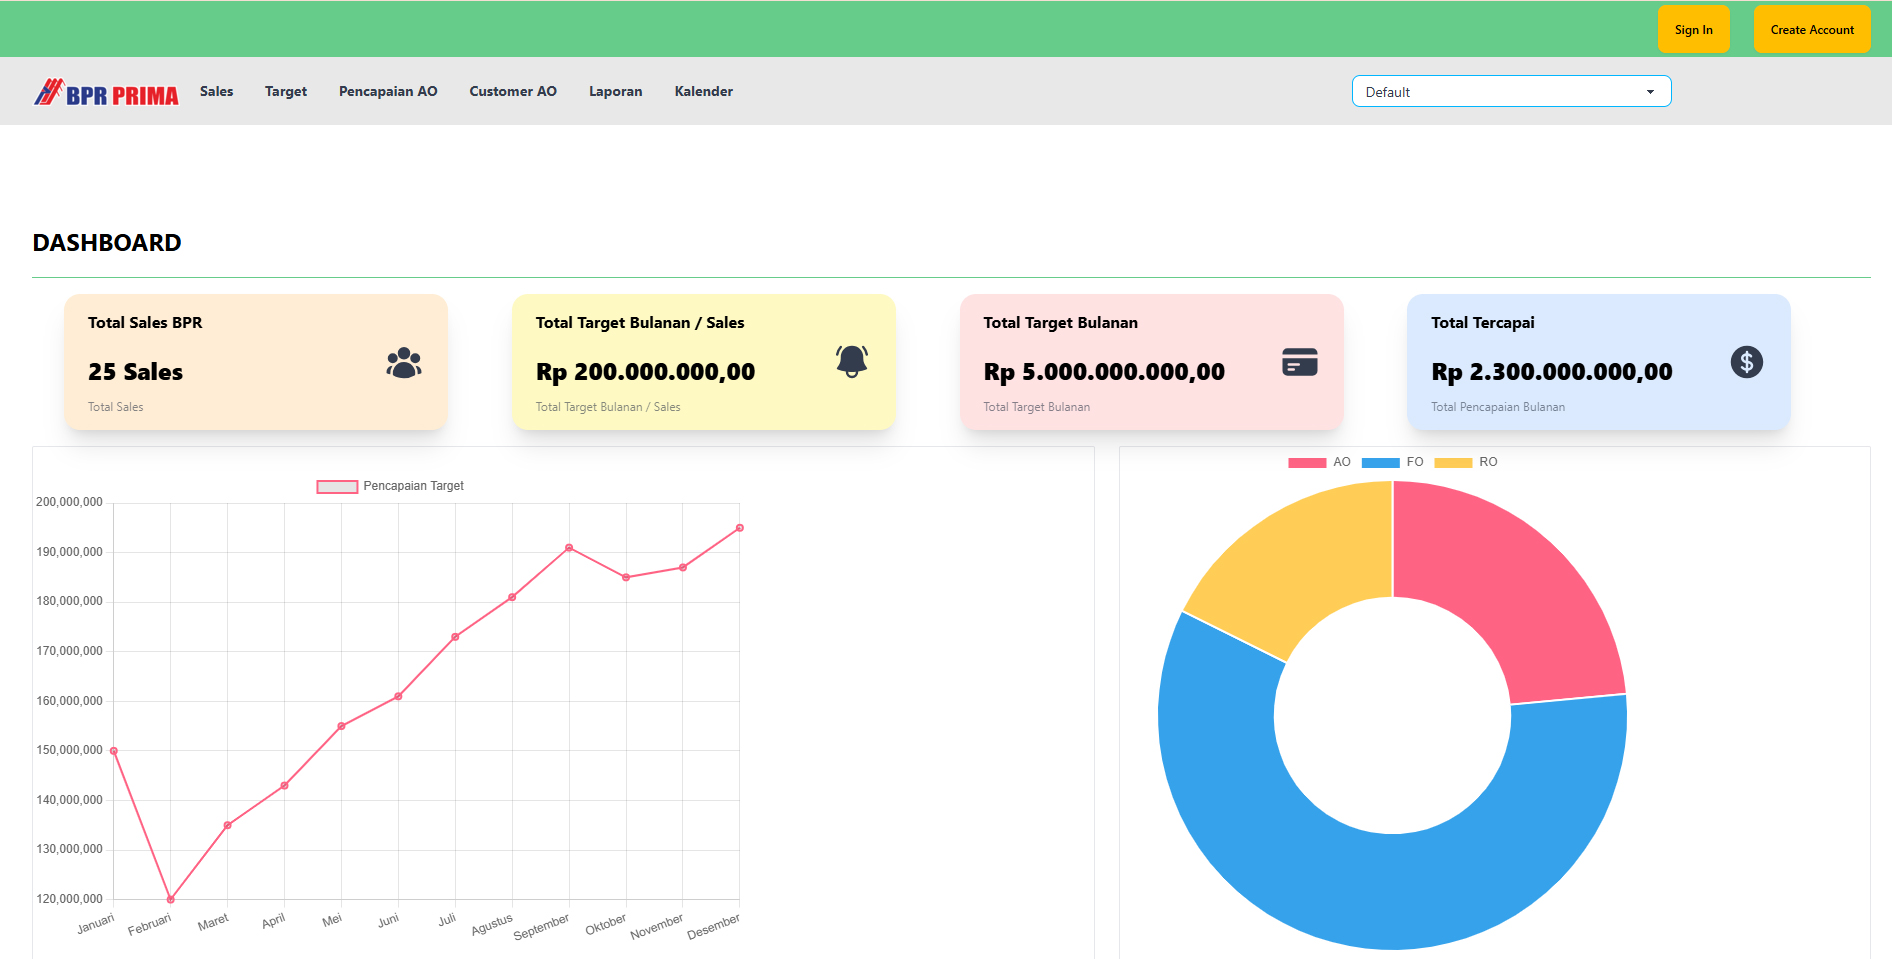 Sign In
Create Account
BPR PRIMA
Sales
Target
Pencapaian AO
Customer AO
Laporan
Kalender
Default
DASHBOARD
Total Sales BPR
25 Sales
Total Sales
Total Target Bulanan / Sales
Rp 200.000.000,00
Total Target Bulanan / Sales
Total Target Bulanan
Rp 5.000.000.000,00
Total Target Bulanan
Total Tercapai
Rp 2.300.000.000,00
Total Pencapaian Bulanan
Pencapaian Target
200,000,000
190,000,000
180,000,000
170,000,000
160,000,000
150,000,000
140,000,000
130,000,000
120,000,000
Januari
Februari
Maret
April
Mei
Juni
Juli
Agustus
September
Oktober
November
Desember
AO
FO
RO